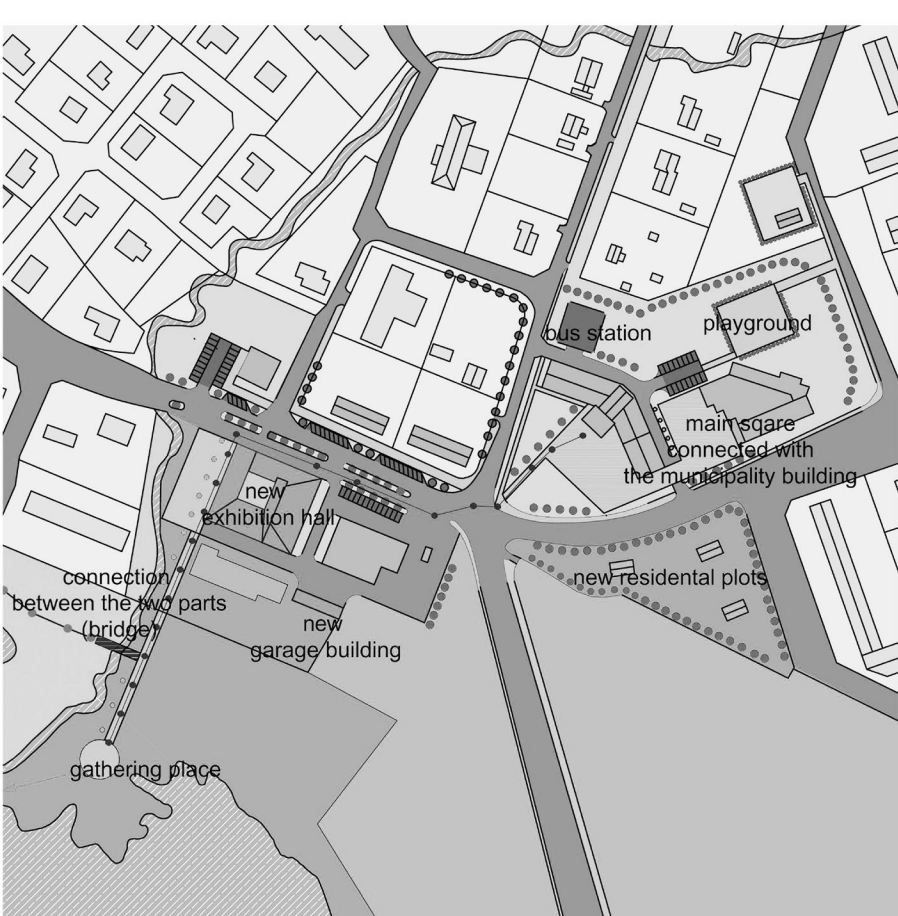 bus station
playground
main sqare
connected with
the municipality building
new
exhibition hall
connection
between the two parts
(bridge)
new residental plots
new
garage building
gathering place